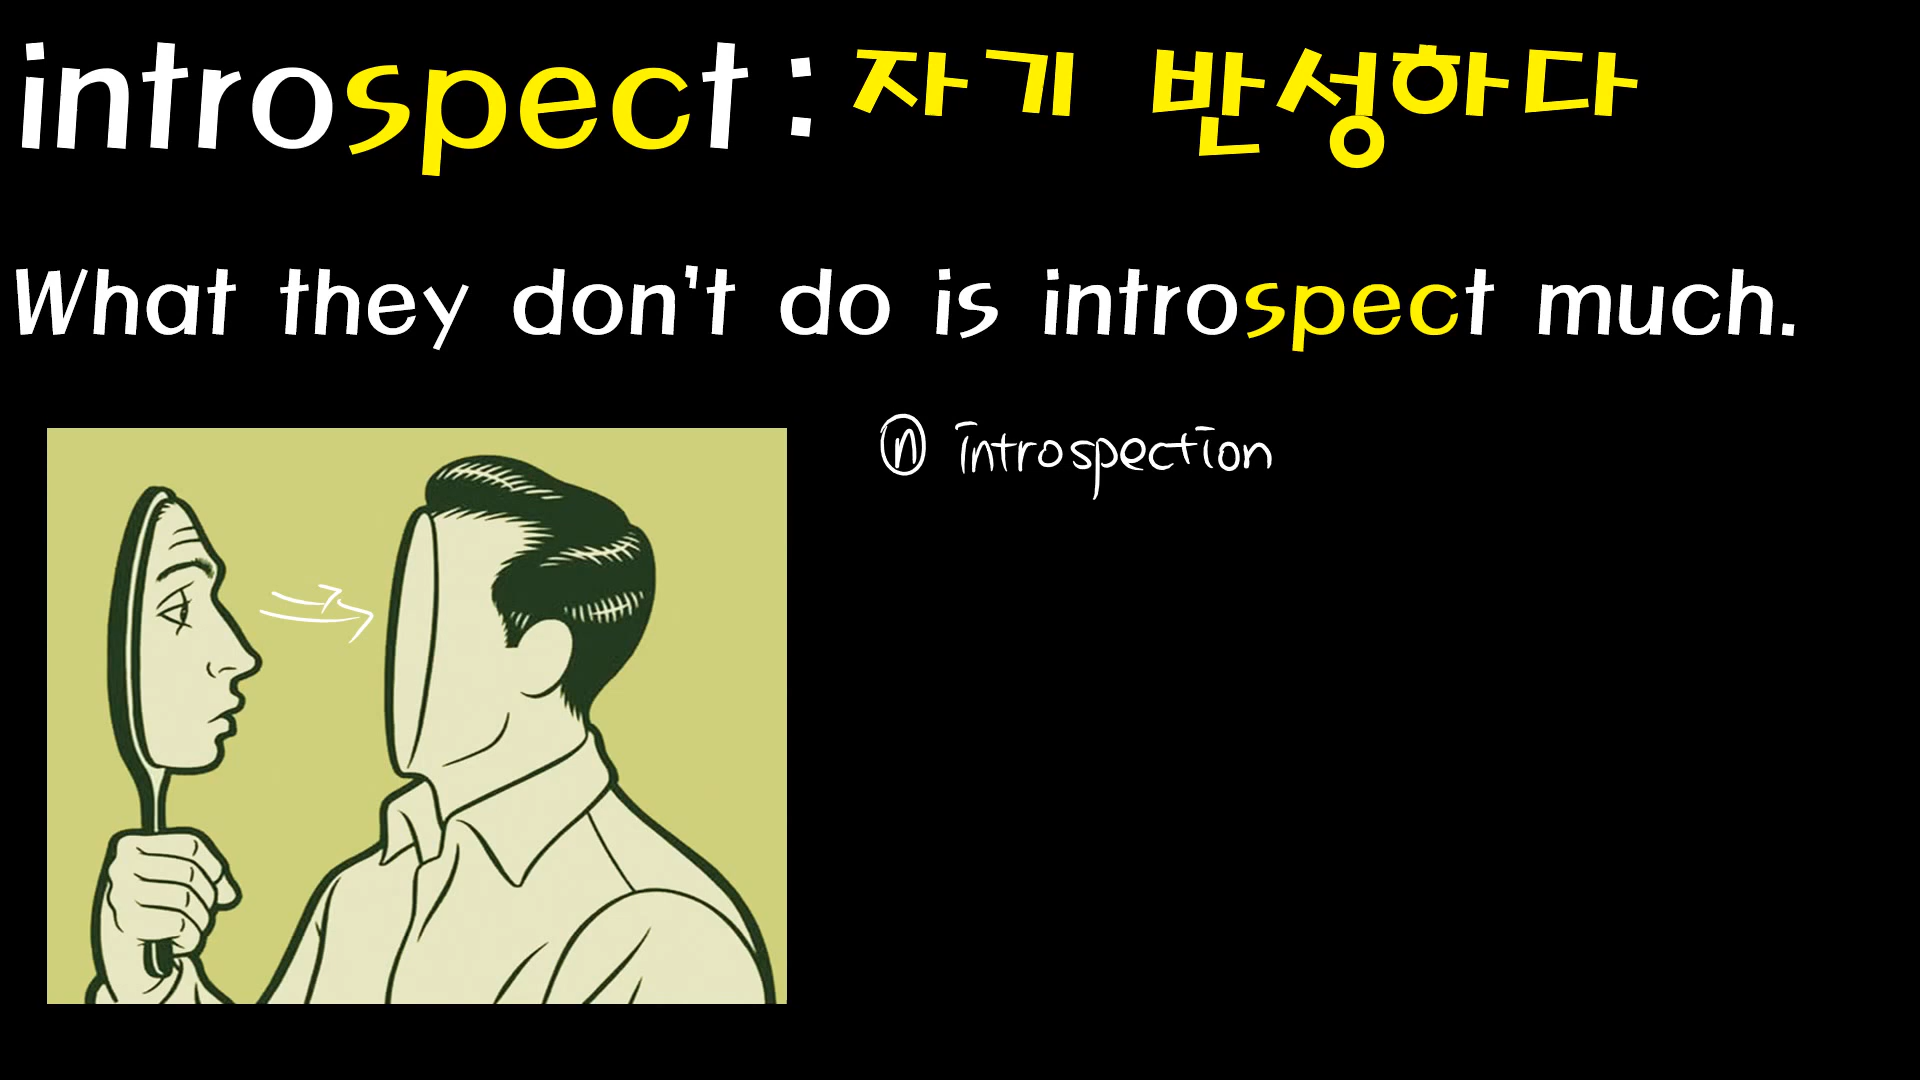 introspect : 자기 반성하다
What they don't do is introspect much.
ⓝ introspection